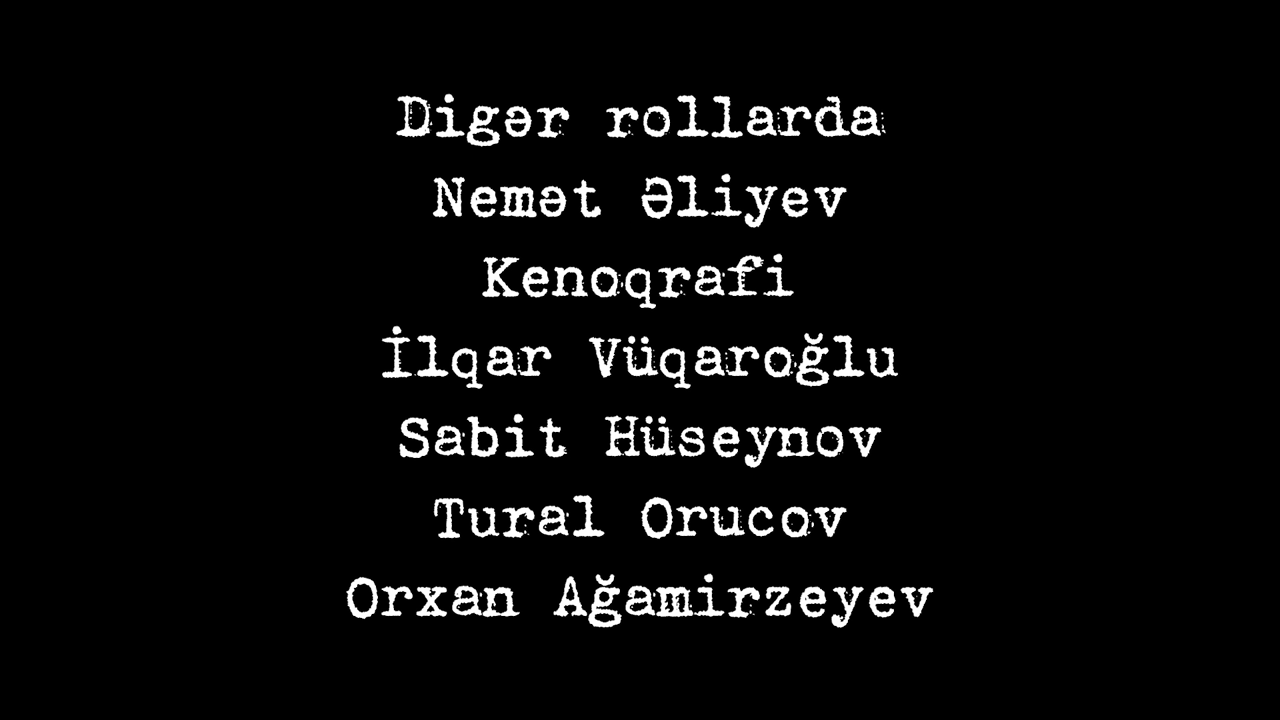 Digər rollarda
Nemət Əliyev
Kenoqrafi
İlqar Vüqaroğlu
Sabit Hüseynov
Tural Orucov
Orxan Ağamirzeyev